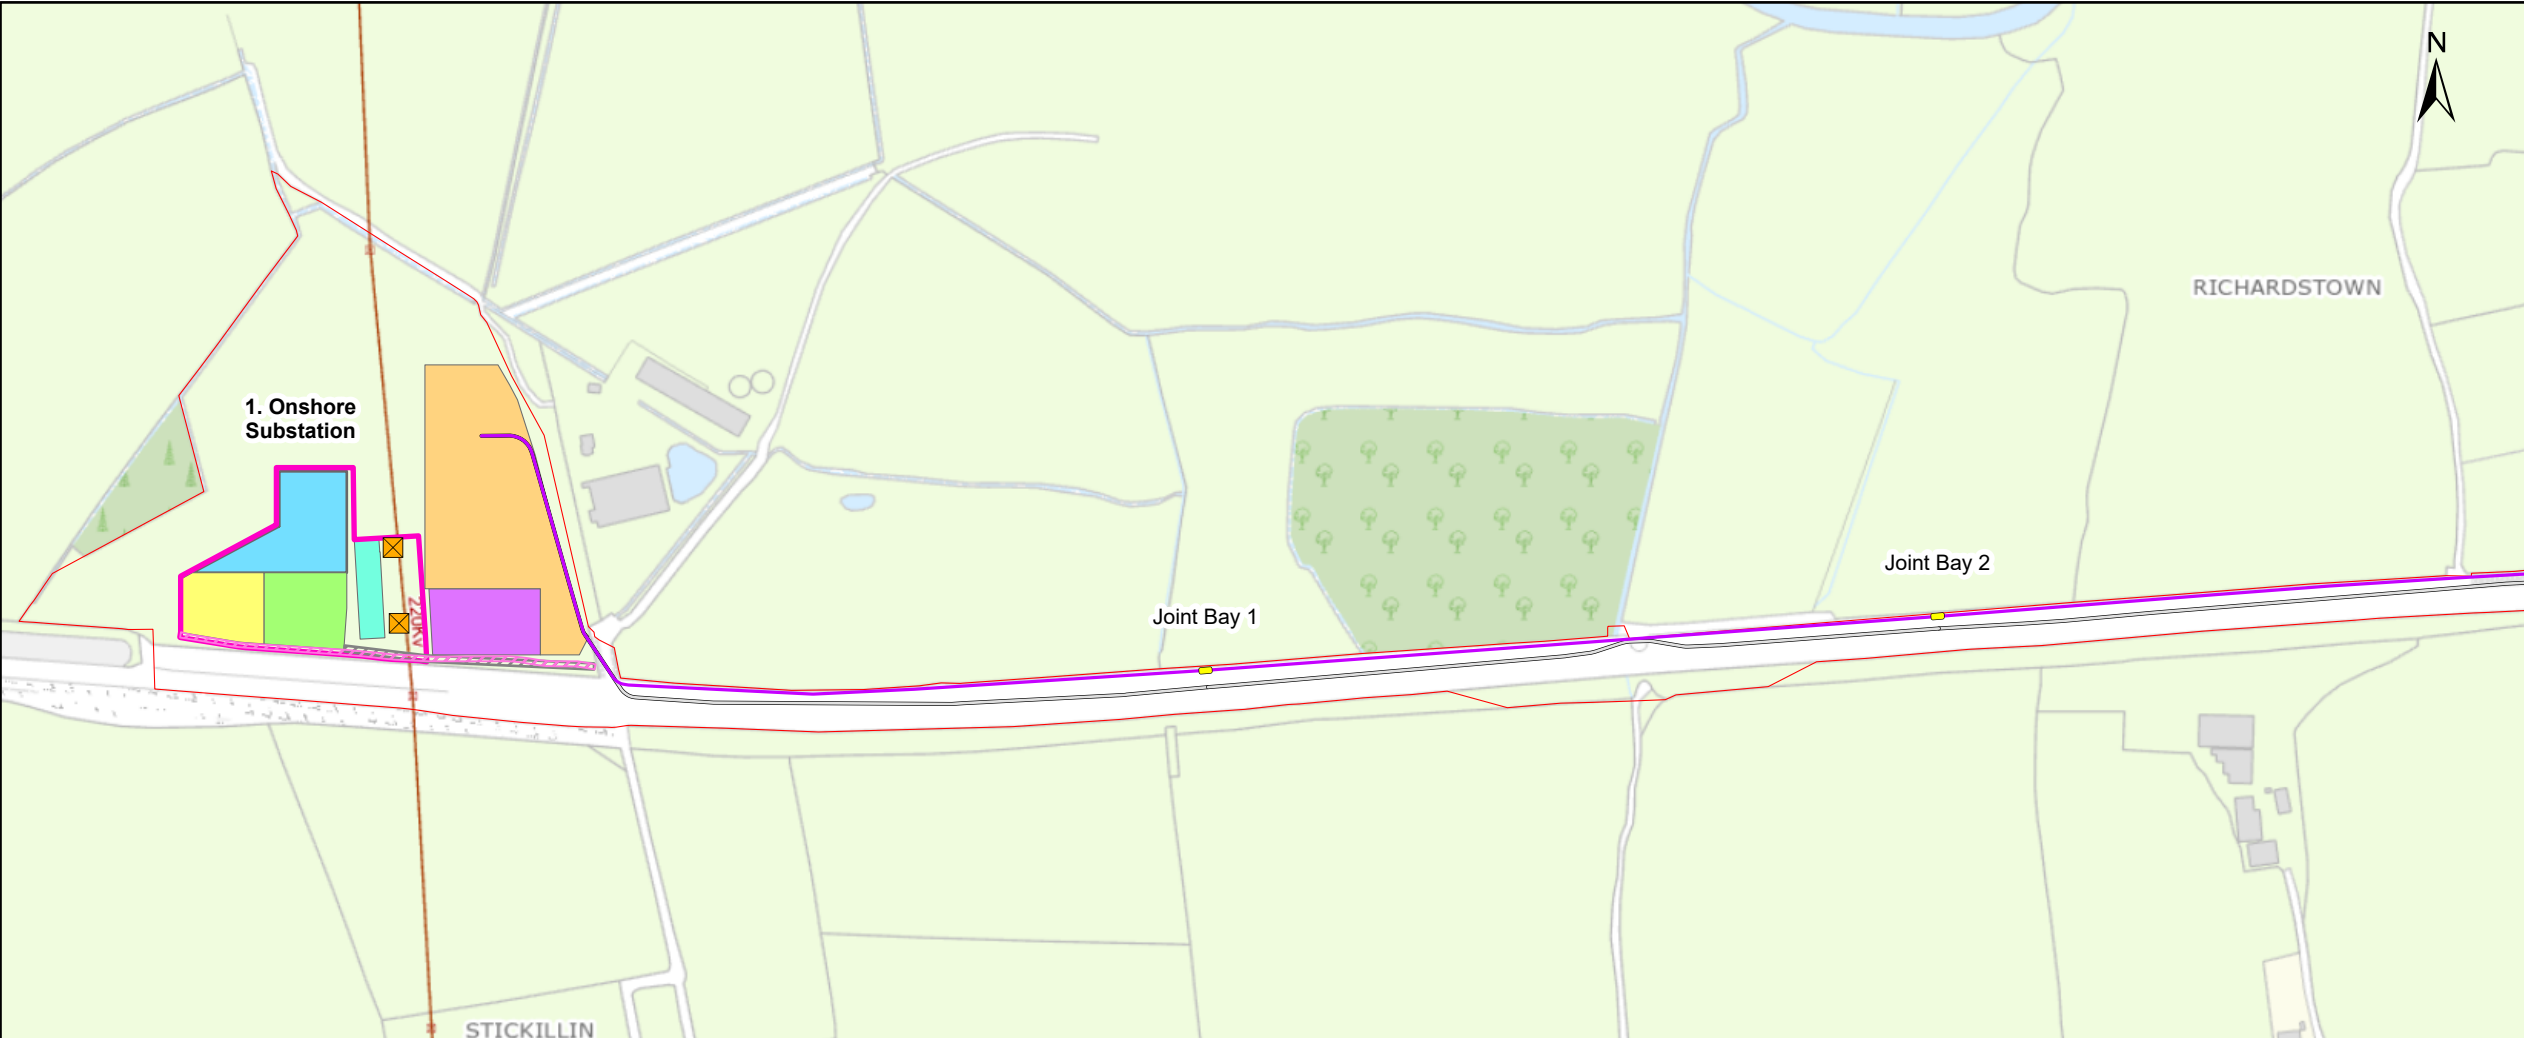 N
RICHARDSTOWN
1. Onshore
Substation
Joint Bay 2
220kV
Joint Bay 1
STICKILLIN